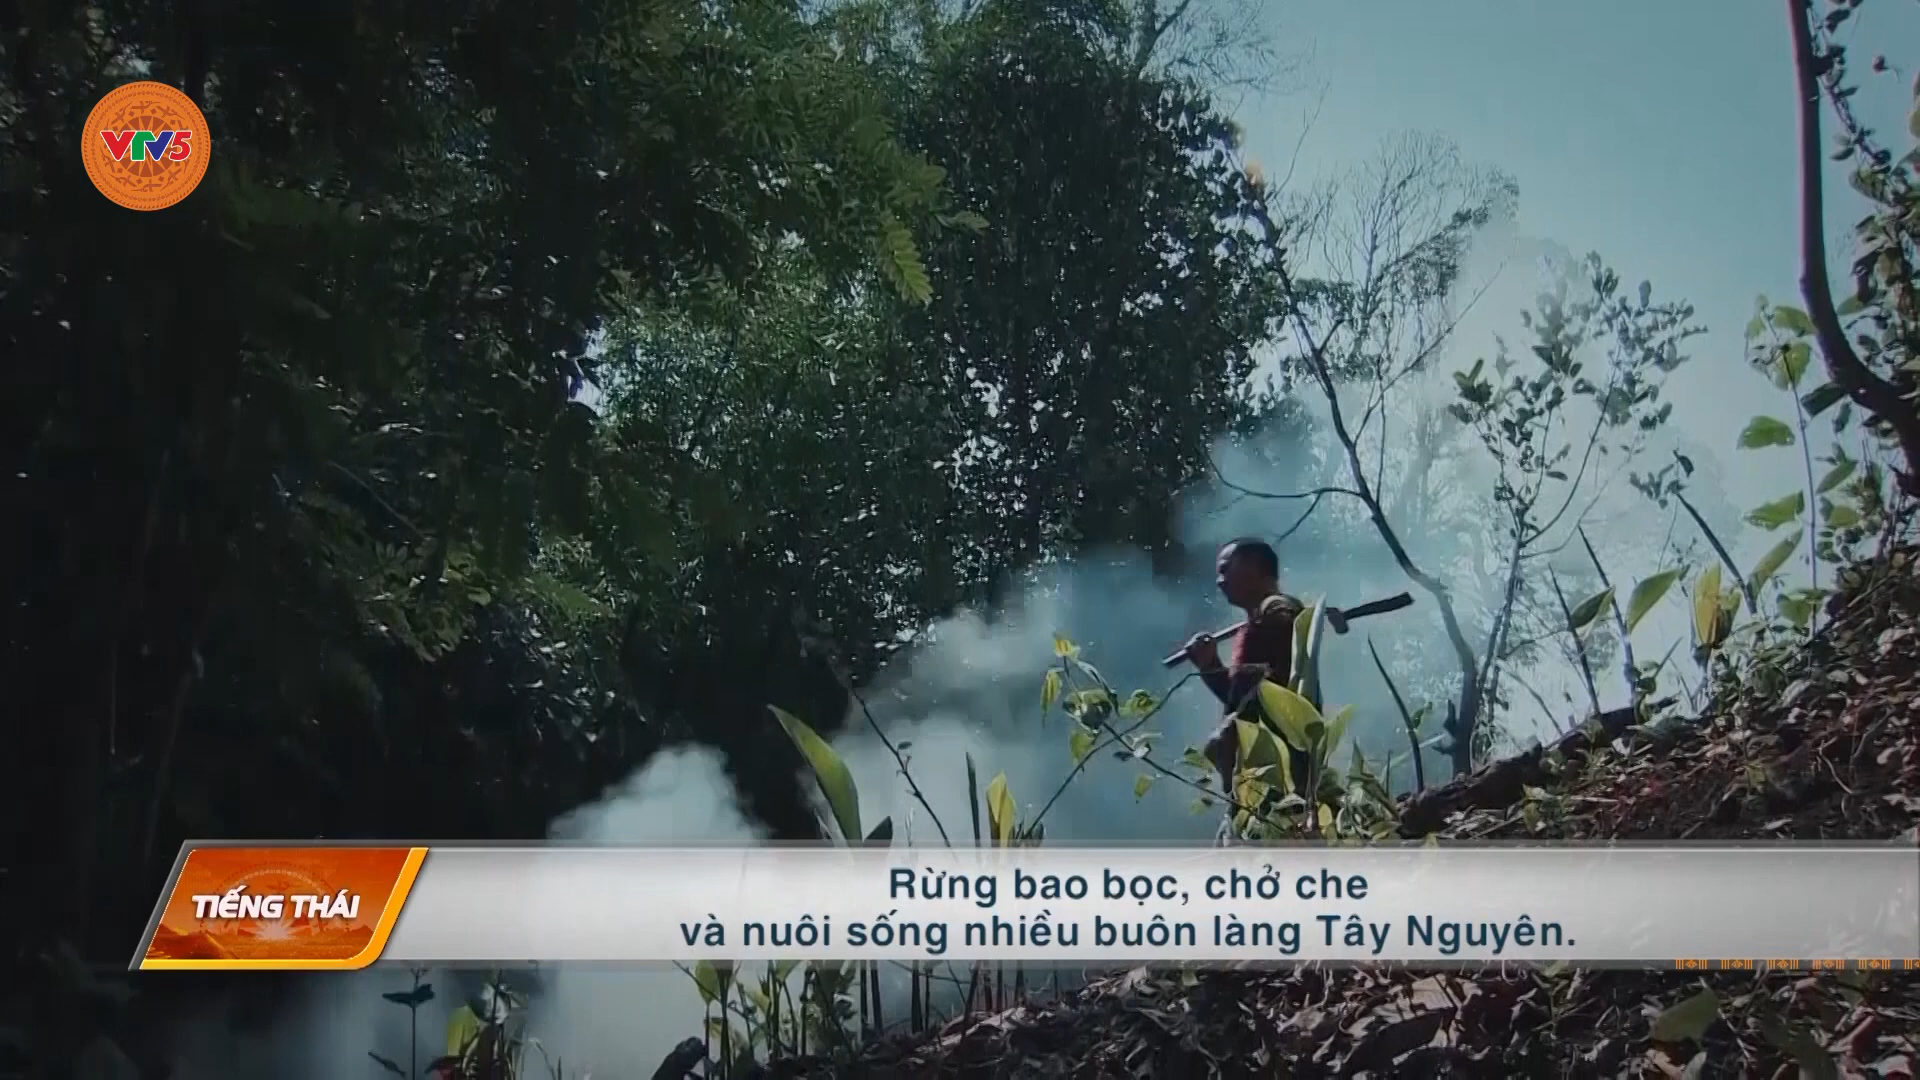 VTV5
TIẾNG THÁI
Rừng bao bọc, chở che
và nuôi sống nhiều buôn làng Tây Nguyên.